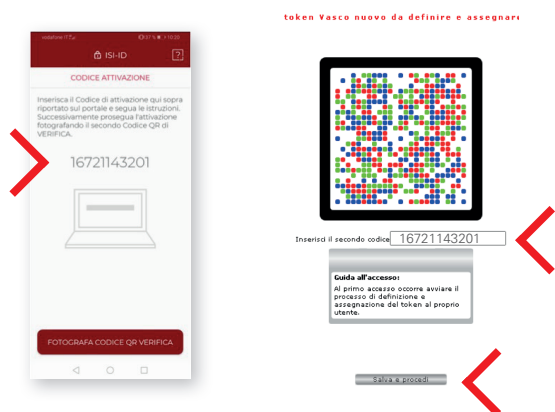 vodafone IT
67 % 10:20
ISI-ID
?
CODICE ATTIVAZIONE
Inserisca il Codice di attivazione qui sopra
riportato sul portale e segua le istruzioni.
Successivamente prosegua l'attivazione
fotografando il secondo Codice QR di
VERIFICA.
16721143201
FOTOGRAFA CODICE QR VERIFICA
token Vasco nuovo da definire e assegnare
Inserisci il secondo codice 16721143201
Guida all'accesso:
Al primo accesso occorre avviare il
processo di definizione e
assegnazione del token al proprio
utente.
Salva e procedi